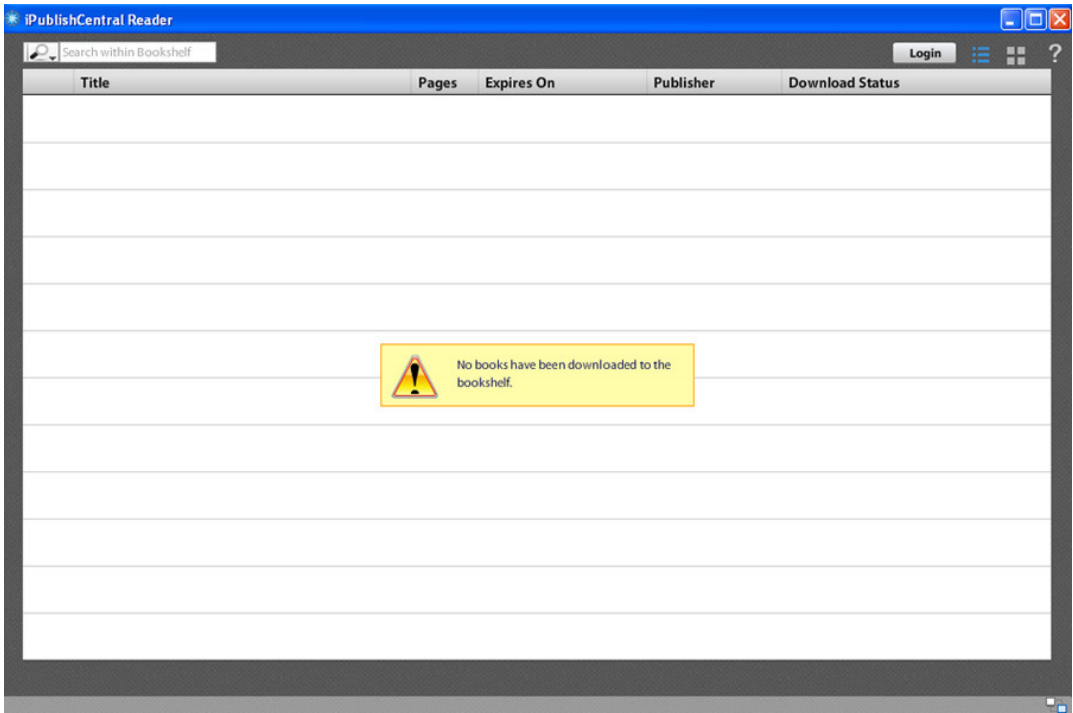 iPublishCentral Reader
Search within Bookshelf
Login
?
Title Pages Expires On Publisher Download Status
No books have been downloaded to the
bookshelf.